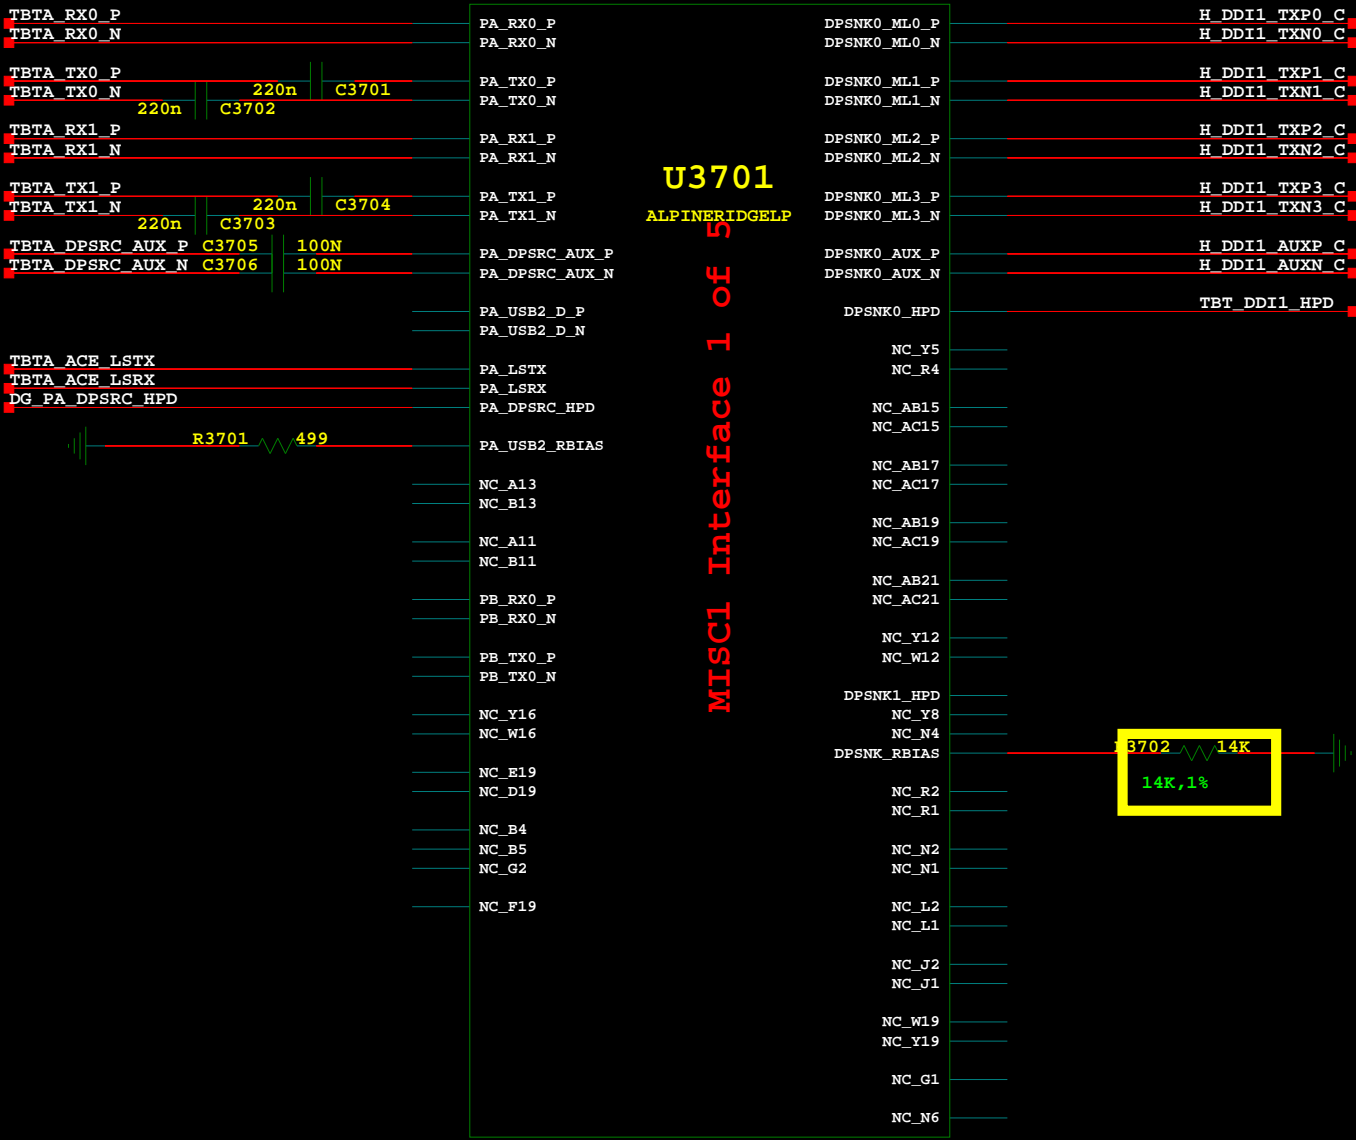 TBTA_RX0_P
TBTA_RX0_N
TBTA_TX0_P
220n C3701
TBTA_TX0_N
220n C3702
TBTA_RX1_P
TBTA_RX1_N
TBTA_TX1_P
220n C3704
TBTA_TX1_N
220n C3703
TBTA_DPSRC_AUX_P C3705 100N
TBTA_DPSRC_AUX_N C3706 100N
TBTA_ACE_LSTX
TBTA_ACE_LSRX
DG_PA_DPSRC_HPD
R3701 499
PA_RX0_P
PA_RX0_N
PA_TX0_P
PA_TX0_N
PA_RX1_P
PA_RX1_N
PA_TX1_P
PA_TX1_N
PA_DPSRC_AUX_P
PA_DPSRC_AUX_N
PA_USB2_D_P
PA_USB2_D_N
PA_LSTX
PA_LSRX
PA_DPSRC_HPD
PA_USB2_RBIAS
NC_A13
NC_B13
NC_A11
NC_B11
PB_RX0_P
PB_RX0_N
PB_TX0_P
PB_TX0_N
NC_Y16
NC_W16
NC_E19
NC_D19
NC_B4
NC_B5
NC_G2
NC_F19
U3701
ALPINERIDGELP
MISC1 Interface 1 of 5
DPSNK0_ML0_P
DPSNK0_ML0_N
DPSNK0_ML1_P
DPSNK0_ML1_N
DPSNK0_ML2_P
DPSNK0_ML2_N
DPSNK0_ML3_P
DPSNK0_ML3_N
DPSNK0_AUX_P
DPSNK0_AUX_N
DPSNK0_HPD
NC_Y5
NC_R4
NC_AB15
NC_AC15
NC_AB17
NC_AC17
NC_AB19
NC_AC19
NC_AB21
NC_AC21
NC_Y12
NC_W12
DPSNK1_HPD
NC_Y8
NC_N4
DPSNK_RBIAS
NC_R2
NC_R1
NC_N2
NC_N1
NC_L2
NC_L1
NC_J2
NC_J1
NC_W19
NC_Y19
NC_G1
NC_N6
H_DDI1_TXP0_C
H_DDI1_TXN0_C
H_DDI1_TXP1_C
H_DDI1_TXN1_C
H_DDI1_TXP2_C
H_DDI1_TXN2_C
H_DDI1_TXP3_C
H_DDI1_TXN3_C
H_DDI1_AUXP_C
H_DDI1_AUXN_C
TBT_DDI1_HPD
R3702 14K
14K,1%